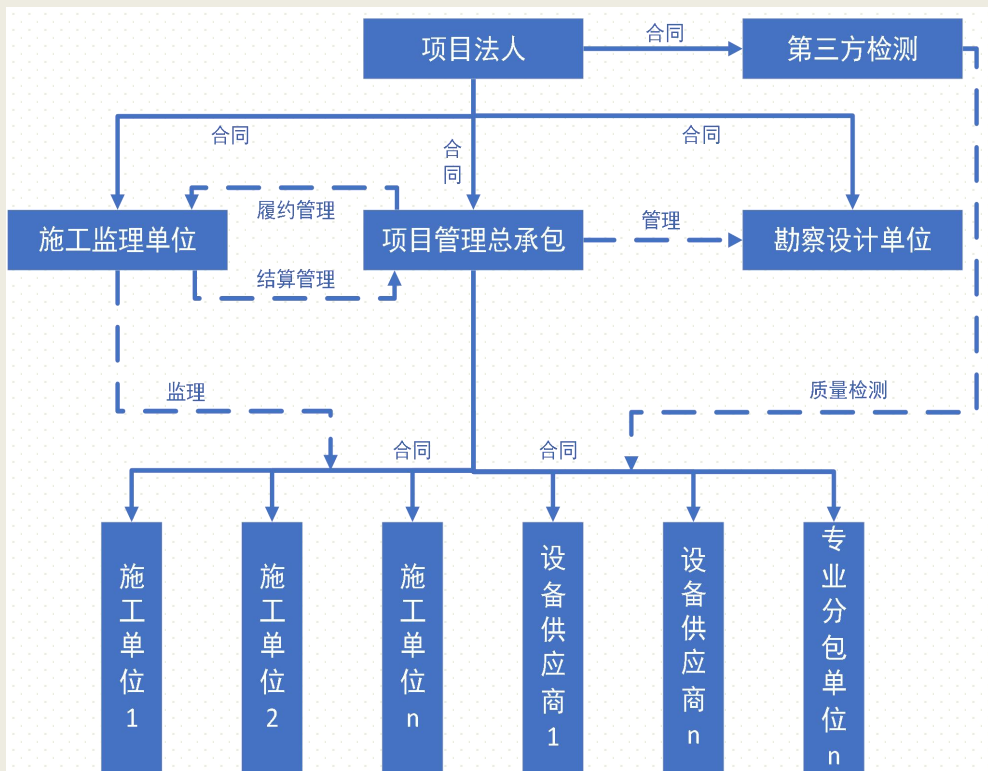 项目法人
合同
第三方检测
合同
合同
合同
履约管理
施工监理单位
项目管理总承包
管理
勘察设计单位
结算管理
监理
质量检测
合同
合同
施工单位1
施工单位2
施工单位n
设备供应商1
设备供应商n
专业分包单位n